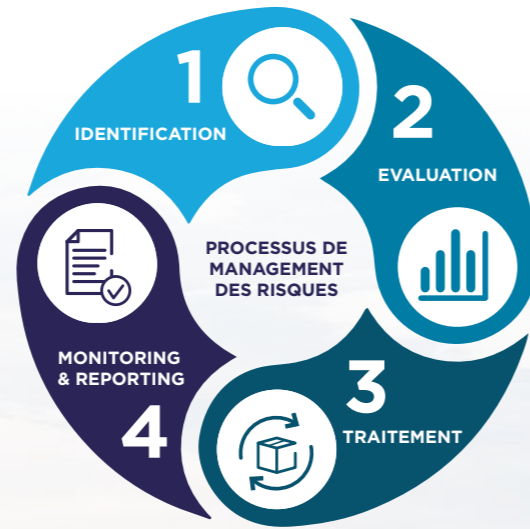 1
IDENTIFICATION
2
EVALUATION
PROCESSUS DE
MANAGEMENT
DES RISQUES
3
TRAITEMENT
MONITORING
& REPORTING
4